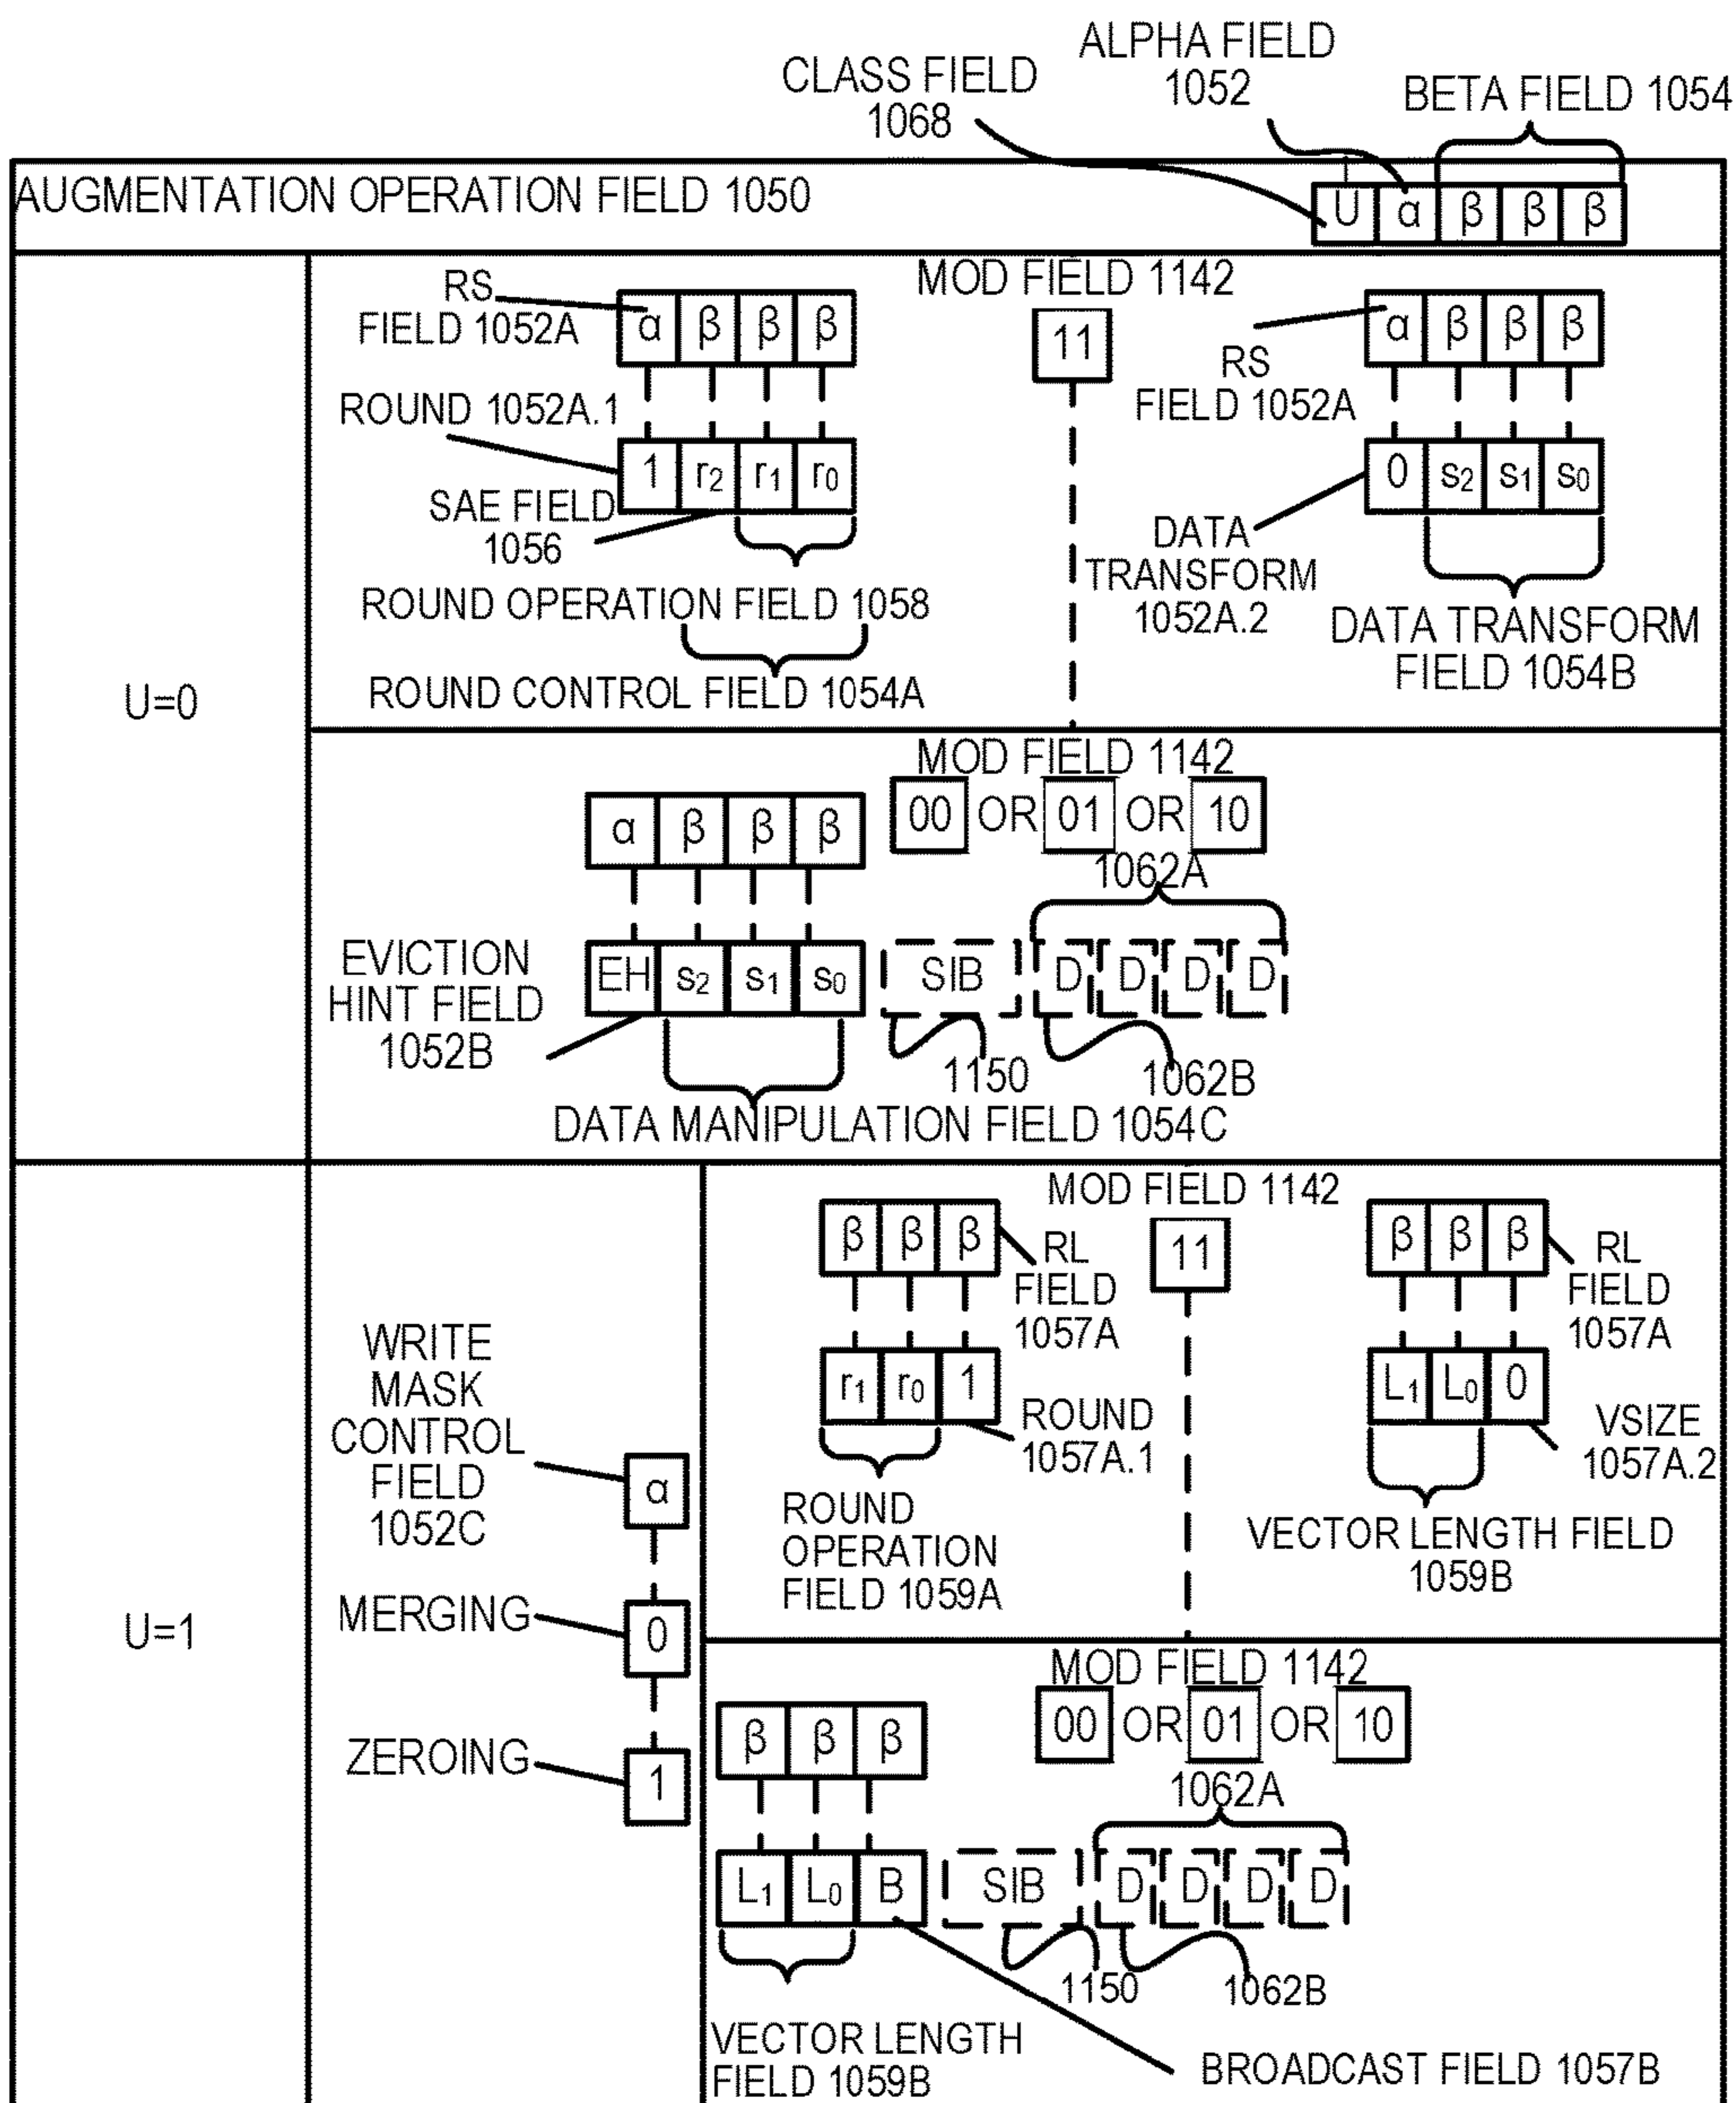 ALPHA FIELD
1052
CLASS FIELD
1068
BETA FIELD 1054
AUGMENTATION OPERATION FIELD 1050
U α β β β
U=0
MOD FIELD 1142
11
RS
FIELD 1052A
α β β β
ROUND 1052A.1
1 r2 r1 r0
SAE FIELD
1056
ROUND OPERATION FIELD 1058
ROUND CONTROL FIELD 1054A
α β β β
RS
FIELD 1052A
0 s2 s1 s0
DATA
TRANSFORM
1052A.2
DATA TRANSFORM
FIELD 1054B
MOD FIELD 1142
00 OR 01 OR 10
α β β β
1062A
EVICTION
HINT FIELD
1052B
EH s2 s1 s0 SIB D D D D
1150
1062B
DATA MANIPULATION FIELD 1054C
U=1
WRITE
MASK
CONTROL
FIELD
1052C
α
MERGING
0
ZEROING
1
MOD FIELD 1142
11
β β β
RL
FIELD
1057A
r1 r0 1
ROUND
1057A.1
ROUND
OPERATION
FIELD 1059A
β β β
RL
FIELD
1057A
L1 L0 0
VSIZE
1057A.2
VECTOR LENGTH FIELD
1059B
MOD FIELD 1142
00 OR 01 OR 10
β β β
1062A
L1 L0 B SIB D D D D
1150
1062B
VECTOR LENGTH
FIELD 1059B
BROADCAST FIELD 1057B